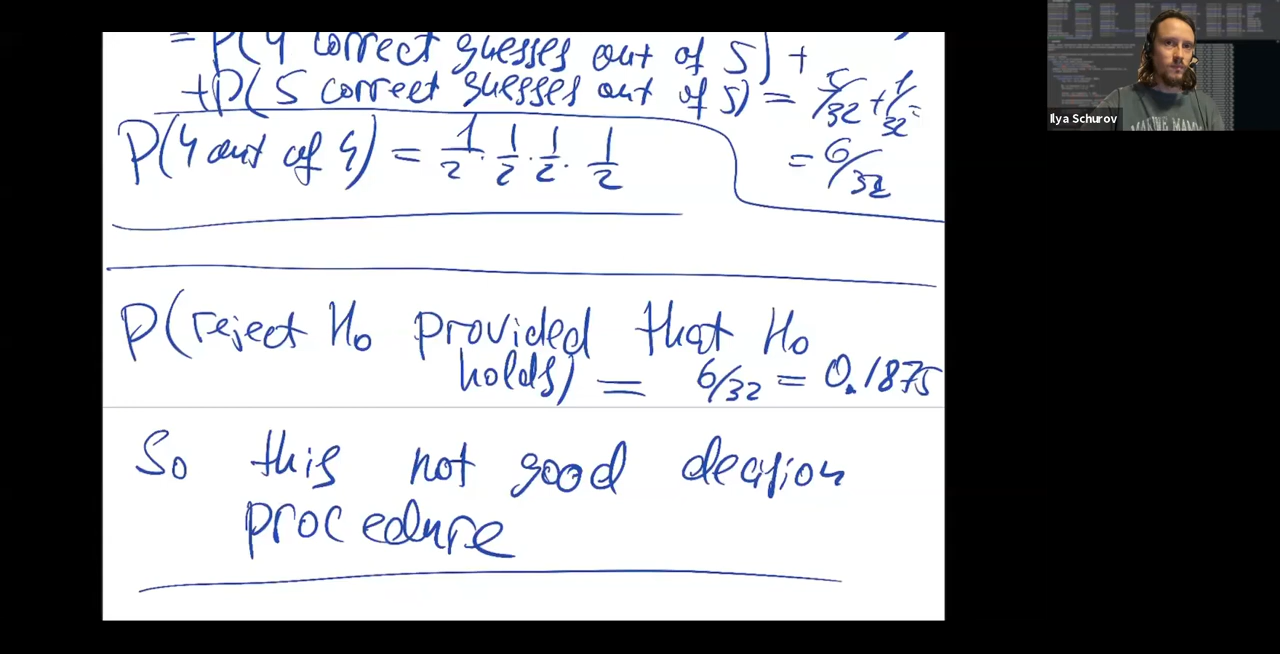 = P(4 correct guesses out of 5) +
+P(5 correct guesses out of 5) = 5/32 + 1/32 =
= 6/32
P(4 out of 4) = 1/2 · 1/2 · 1/2 · 1/2
P(reject H₀ provided that H₀
holds) = 6/32 = 0.1875
So this not good decision
procedure
Ilya Schurov
MARINE MAMM